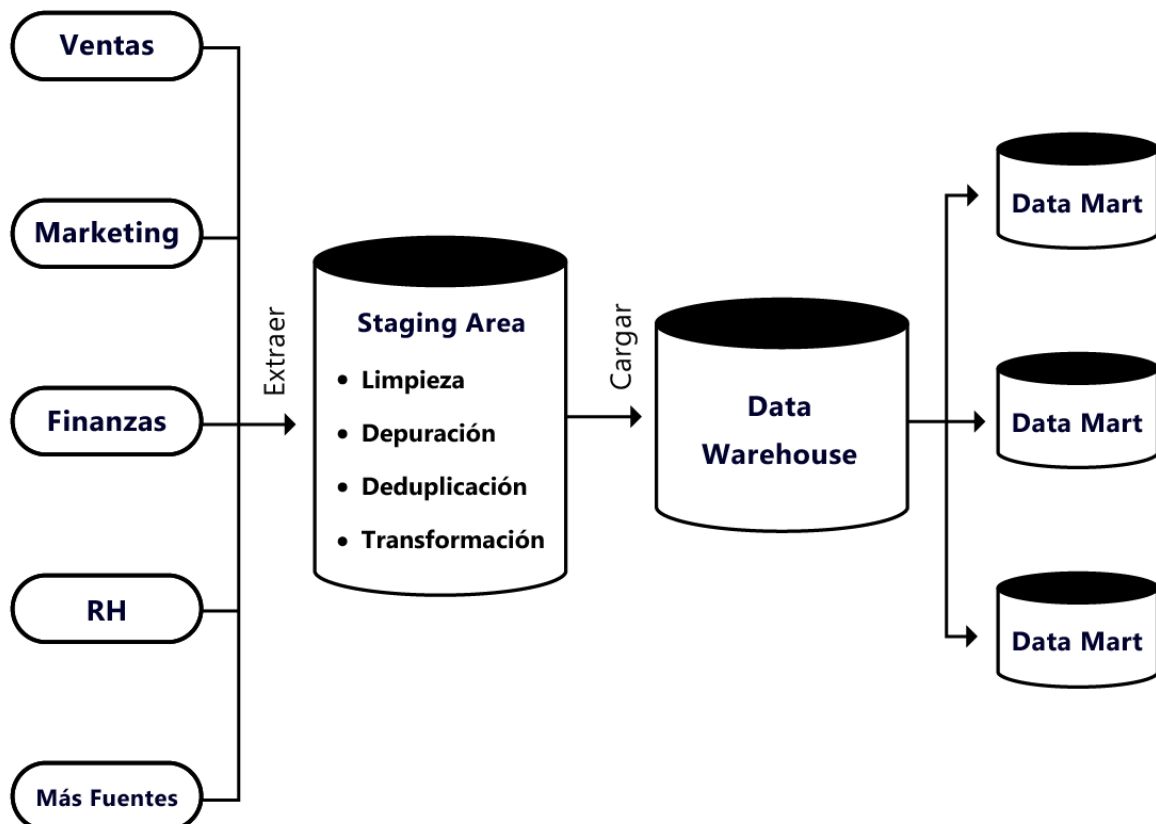 Ventas
Marketing
Finanzas
RH
Más Fuentes
Extraer
Staging Area
• Limpieza
• Depuración
• Deduplicación
• Transformación
Cargar
Data
Warehouse
Data Mart
Data Mart
Data Mart